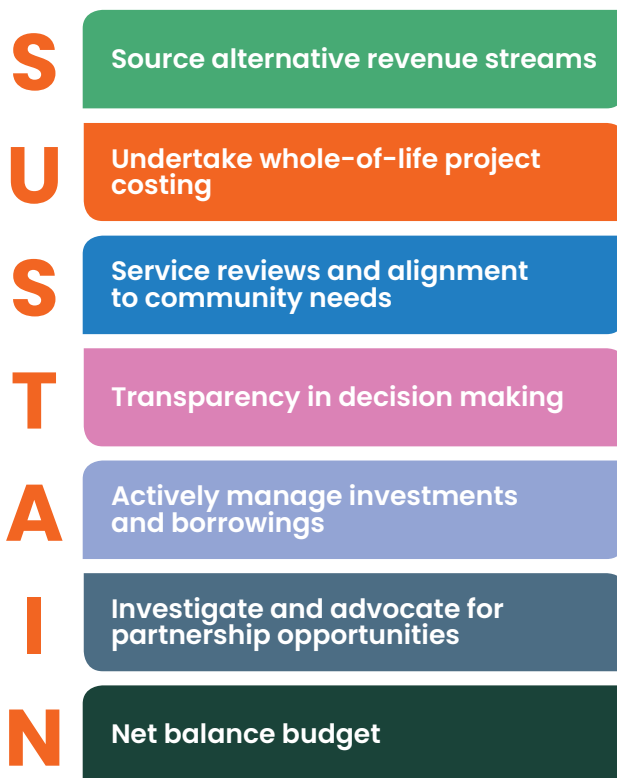 S
Source alternative revenue streams
U
Undertake whole-of-life project
costing
S
Service reviews and alignment
to community needs
T
Transparency in decision making
A
Actively manage investments
and borrowings
I
Investigate and advocate for
partnership opportunities
N
Net balance budget